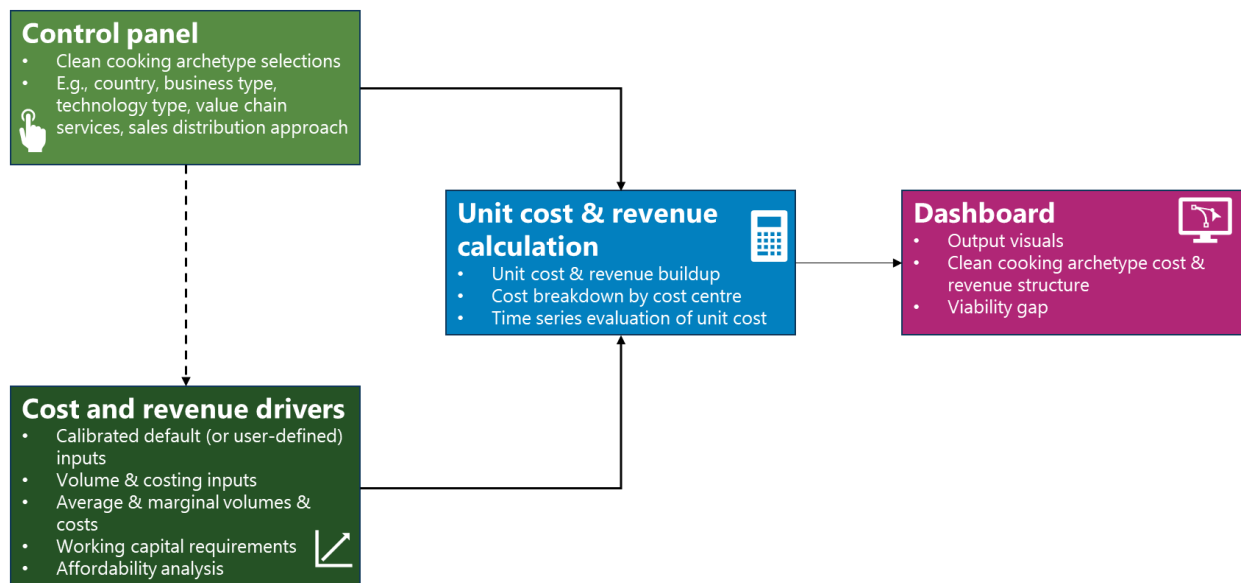 Control panel
• Clean cooking archetype selections
• E.g., country, business type,
technology type, value chain
services, sales distribution approach
Unit cost & revenue
calculation
• Unit cost & revenue buildup
• Cost breakdown by cost centre
• Time series evaluation of unit cost
Dashboard
• Output visuals
• Clean cooking archetype cost &
revenue structure
• Viability gap
Cost and revenue drivers
• Calibrated default (or user-defined)
inputs
• Volume & costing inputs
• Average & marginal volumes &
costs
• Working capital requirements
• Affordability analysis